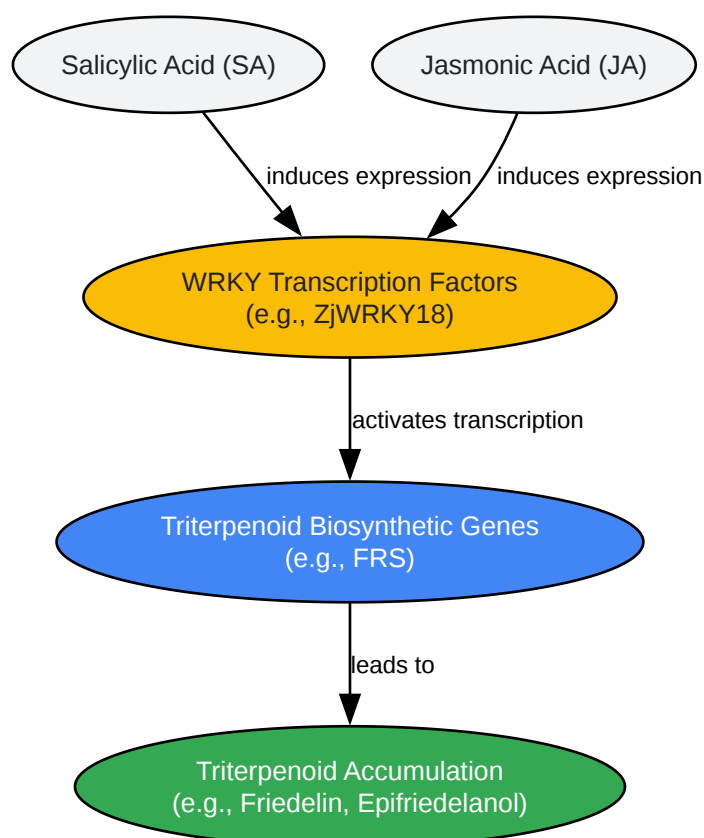 Salicylic Acid (SA)
Jasmonic Acid (JA)
induces expression
induces expression
WRKY Transcription Factors
(e.g., ZjWRKY18)
activates transcription
Triterpenoid Biosynthetic Genes
(e.g., FRS)
leads to
Triterpenoid Accumulation
(e.g., Friedelin, Epifriedelanol)